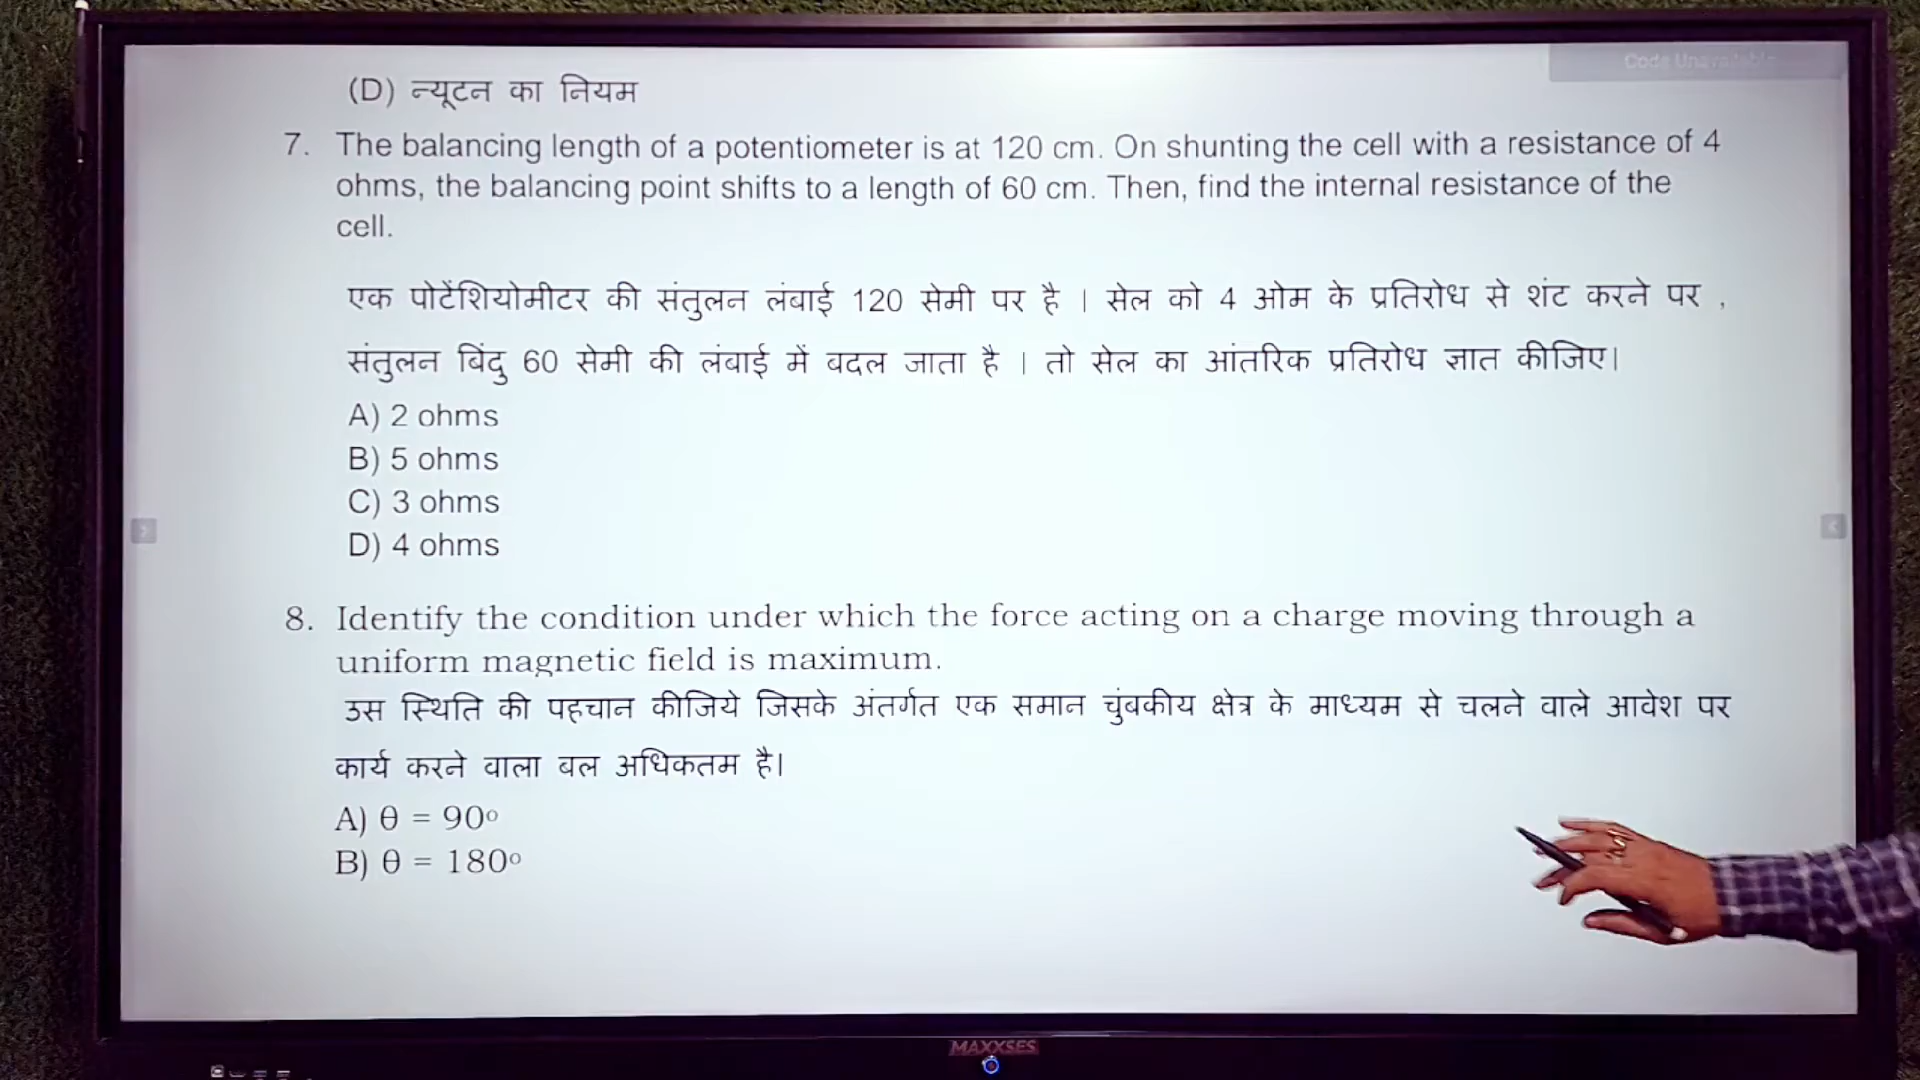 Code Unavailable
(D) न्यूटन का नियम
7. The balancing length of a potentiometer is at 120 cm. On shunting the cell with a resistance of 4
ohms, the balancing point shifts to a length of 60 cm. Then, find the internal resistance of the
cell.
एक पोटेंशियोमीटर की संतुलन लंबाई 120 सेमी पर है । सेल को 4 ओम के प्रतिरोध से शंट करने पर ,
संतुलन बिंदु 60 सेमी की लंबाई में बदल जाता है । तो सेल का आंतरिक प्रतिरोध ज्ञात कीजिए।
A) 2 ohms
B) 5 ohms
C) 3 ohms
D) 4 ohms
8. Identify the condition under which the force acting on a charge moving through a
uniform magnetic field is maximum.
उस स्थिति की पहचान कीजिये जिसके अंतर्गत एक समान चुंबकीय क्षेत्र के माध्यम से चलने वाले आवेश पर
कार्य करने वाला बल अधिकतम है।
A) θ = 90°
B) θ = 180°
MAXXSES